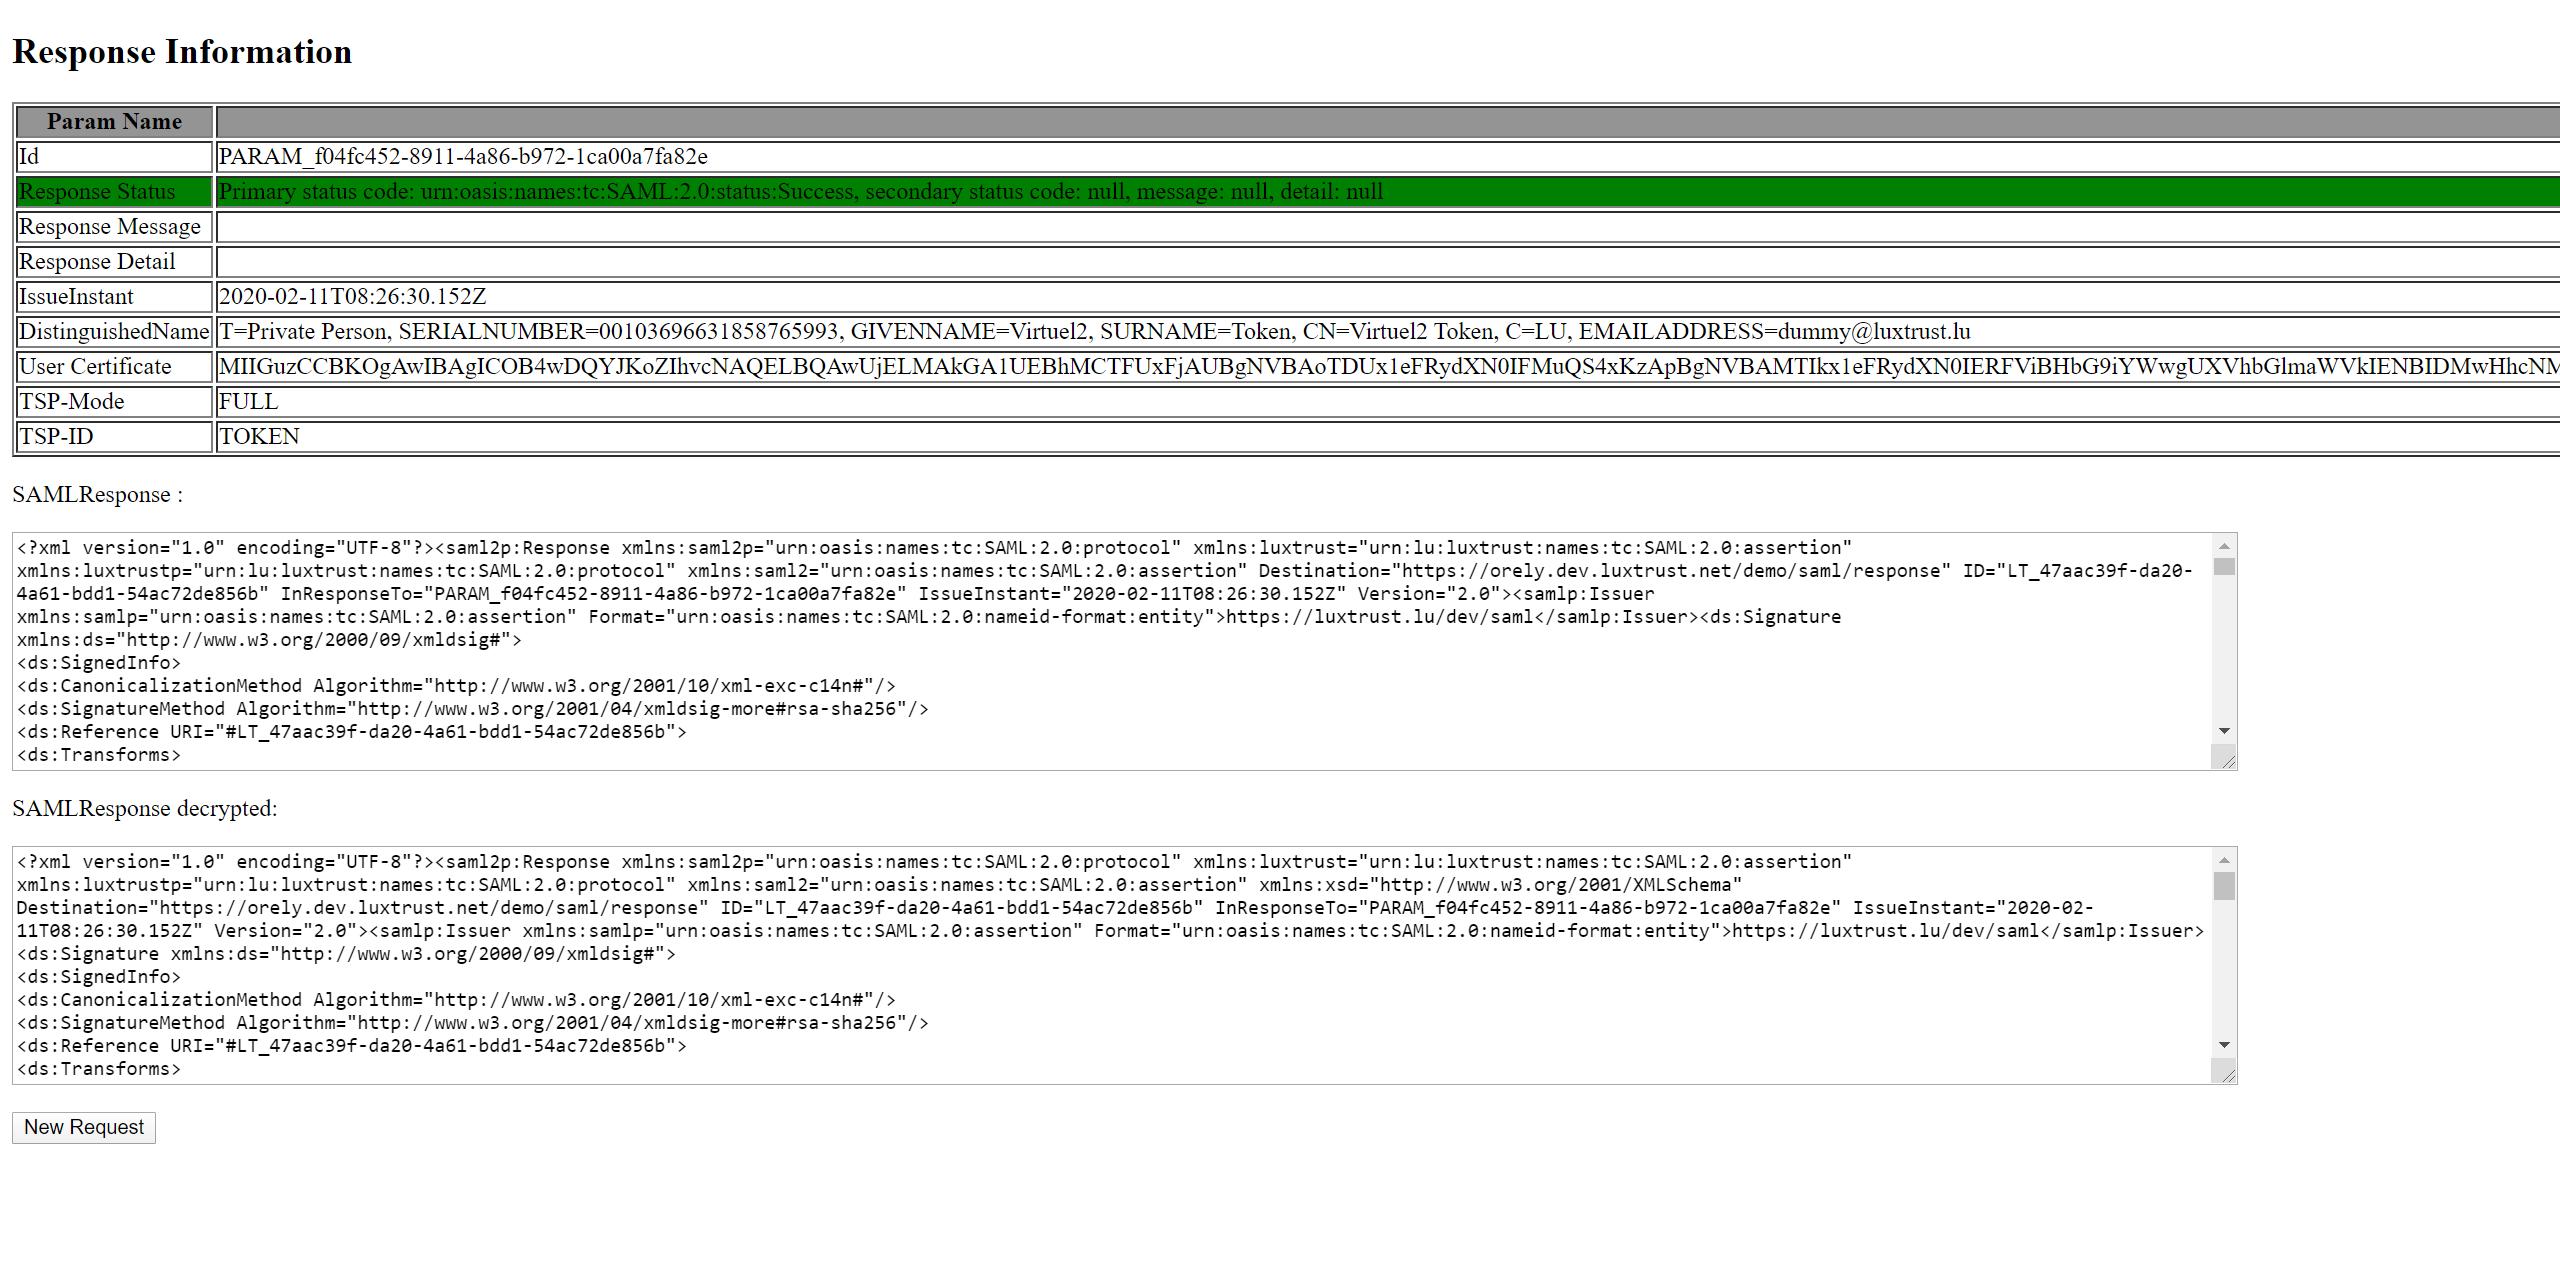 Response Information
Param Name
Id PARAM_f04fc452-8911-4a86-b972-1ca00a7fa82e
Response Status Primary status code: urn:oasis:names:tc:SAML:2.0:status:Success, secondary status code: null, message: null, detail: null
Response Message
Response Detail
IssueInstant 2020-02-11T08:26:30.152Z
DistinguishedName T=Private Person, SERIALNUMBER=00103696631858765993, GIVENNAME=Virtuel2, SURNAME=Token, CN=Virtuel2 Token, C=LU, EMAILADDRESS=dummy@luxtrust.lu
User Certificate MIIGuzCCBKOgAwIBAgICOB4wDQYJKoZIhvcNAQELBQAwUjELMAkGA1UEBhMCTFUxFjAUBgNVBAoTDUx1eFRydXN0IFMuQS4xKzApBgNVBAMTIkx1eFRydXN0IERFViBHbG9iYWwgUXVhbGlmaWVkIENBIDMwHhcNM
TSP-Mode FULL
TSP-ID TOKEN
SAMLResponse :
<?xml version="1.0" encoding="UTF-8"?><saml2p:Response xmlns:saml2p="urn:oasis:names:tc:SAML:2.0:protocol" xmlns:luxtrust="urn:lu:luxtrust:names:tc:SAML:2.0:assertion"
xmlns:luxtrustp="urn:lu:luxtrust:names:tc:SAML:2.0:protocol" xmlns:saml2="urn:oasis:names:tc:SAML:2.0:assertion" Destination="https://orely.dev.luxtrust.net/demo/saml/response" ID="LT_47aac39f-da20-
4a61-bdd1-54ac72de856b" InResponseTo="PARAM_f04fc452-8911-4a86-b972-1ca00a7fa82e" IssueInstant="2020-02-11T08:26:30.152Z" Version="2.0"><samlp:Issuer
xmlns:samlp="urn:oasis:names:tc:SAML:2.0:assertion" Format="urn:oasis:names:tc:SAML:2.0:nameid-format:entity">https://luxtrust.lu/dev/saml</samlp:Issuer><ds:Signature
xmlns:ds="http://www.w3.org/2000/09/xmldsig#">
<ds:SignedInfo>
<ds:CanonicalizationMethod Algorithm="http://www.w3.org/2001/10/xml-exc-c14n#"/>
<ds:SignatureMethod Algorithm="http://www.w3.org/2001/04/xmldsig-more#rsa-sha256"/>
<ds:Reference URI="#LT_47aac39f-da20-4a61-bdd1-54ac72de856b">
<ds:Transforms>
SAMLResponse decrypted:
<?xml version="1.0" encoding="UTF-8"?><saml2p:Response xmlns:saml2p="urn:oasis:names:tc:SAML:2.0:protocol" xmlns:luxtrust="urn:lu:luxtrust:names:tc:SAML:2.0:assertion"
xmlns:luxtrustp="urn:lu:luxtrust:names:tc:SAML:2.0:protocol" xmlns:saml2="urn:oasis:names:tc:SAML:2.0:assertion" xmlns:xsd="http://www.w3.org/2001/XMLSchema"
Destination="https://orely.dev.luxtrust.net/demo/saml/response" ID="LT_47aac39f-da20-4a61-bdd1-54ac72de856b" InResponseTo="PARAM_f04fc452-8911-4a86-b972-1ca00a7fa82e" IssueInstant="2020-02-
11T08:26:30.152Z" Version="2.0"><samlp:Issuer xmlns:samlp="urn:oasis:names:tc:SAML:2.0:assertion" Format="urn:oasis:names:tc:SAML:2.0:nameid-format:entity">https://luxtrust.lu/dev/saml</samlp:Issuer>
<ds:Signature xmlns:ds="http://www.w3.org/2000/09/xmldsig#">
<ds:SignedInfo>
<ds:CanonicalizationMethod Algorithm="http://www.w3.org/2001/10/xml-exc-c14n#"/>
<ds:SignatureMethod Algorithm="http://www.w3.org/2001/04/xmldsig-more#rsa-sha256"/>
<ds:Reference URI="#LT_47aac39f-da20-4a61-bdd1-54ac72de856b">
<ds:Transforms>
New Request